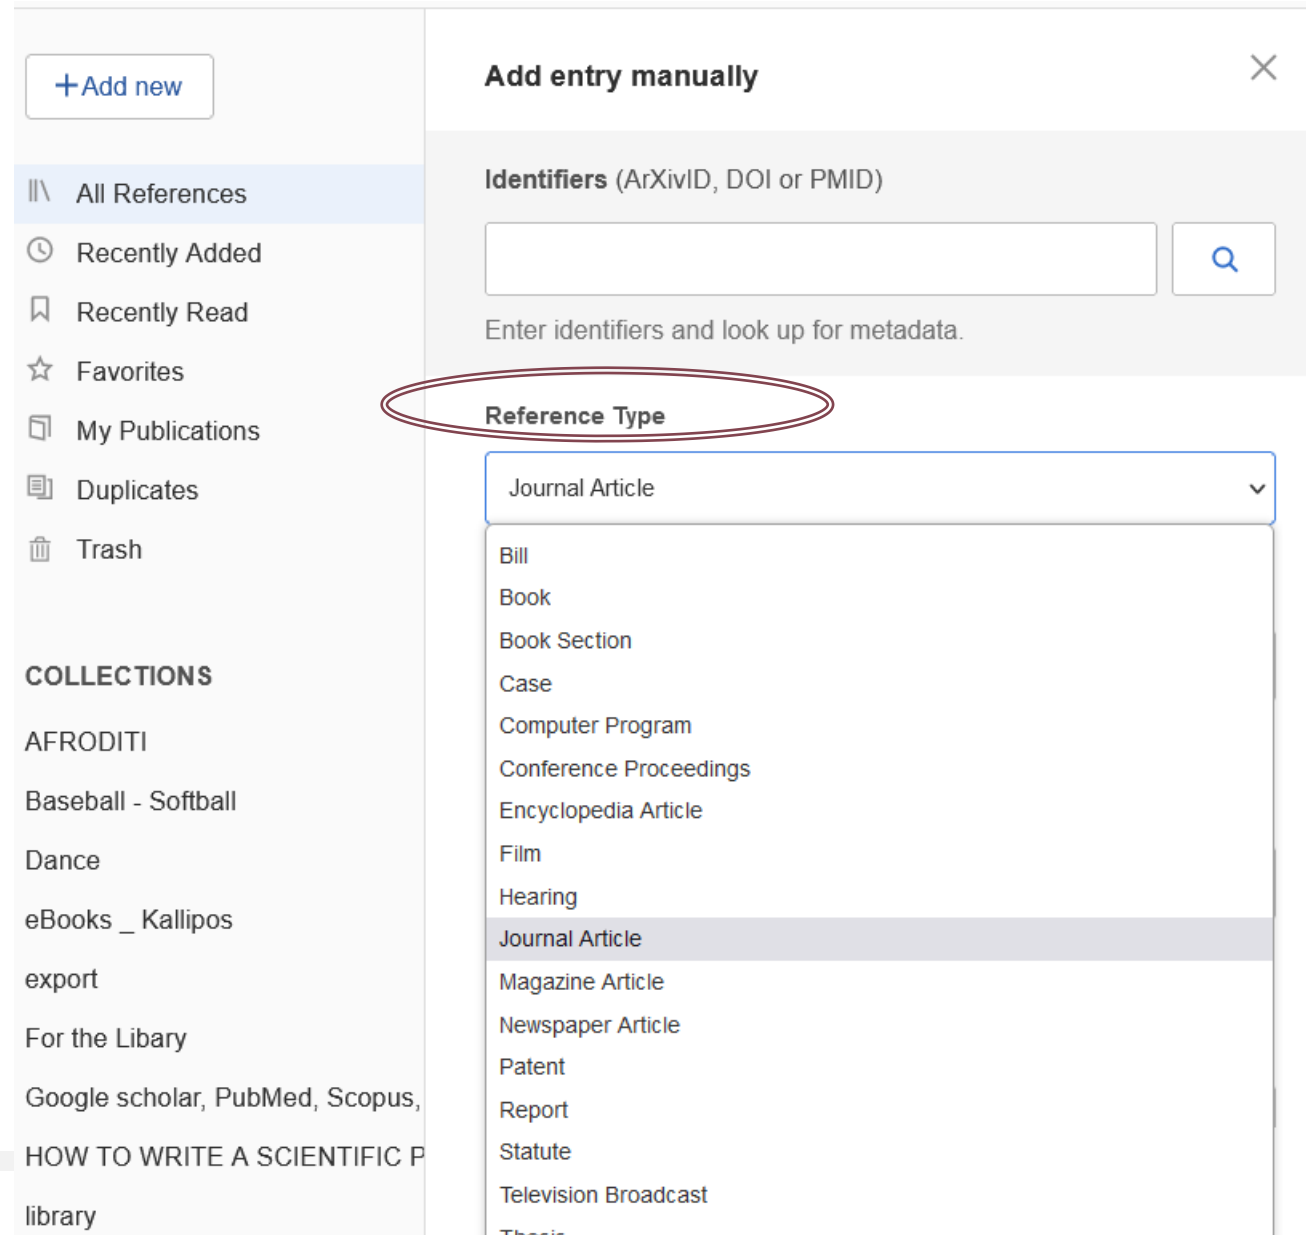 +Add new
All References
Recently Added
Recently Read
Favorites
My Publications
Duplicates
Trash
COLLECTIONS
AFRODITI
Baseball - Softball
Dance
eBooks _ Kallipos
export
For the Libary
Google scholar, PubMed, Scopus,
HOW TO WRITE A SCIENTIFIC P
library
Add entry manually
Identifiers (ArXivID, DOI or PMID)
Enter identifiers and look up for metadata.
Reference Type
Journal Article
Bill
Book
Book Section
Case
Computer Program
Conference Proceedings
Encyclopedia Article
Film
Hearing
Journal Article
Magazine Article
Newspaper Article
Patent
Report
Statute
Television Broadcast
Thesis